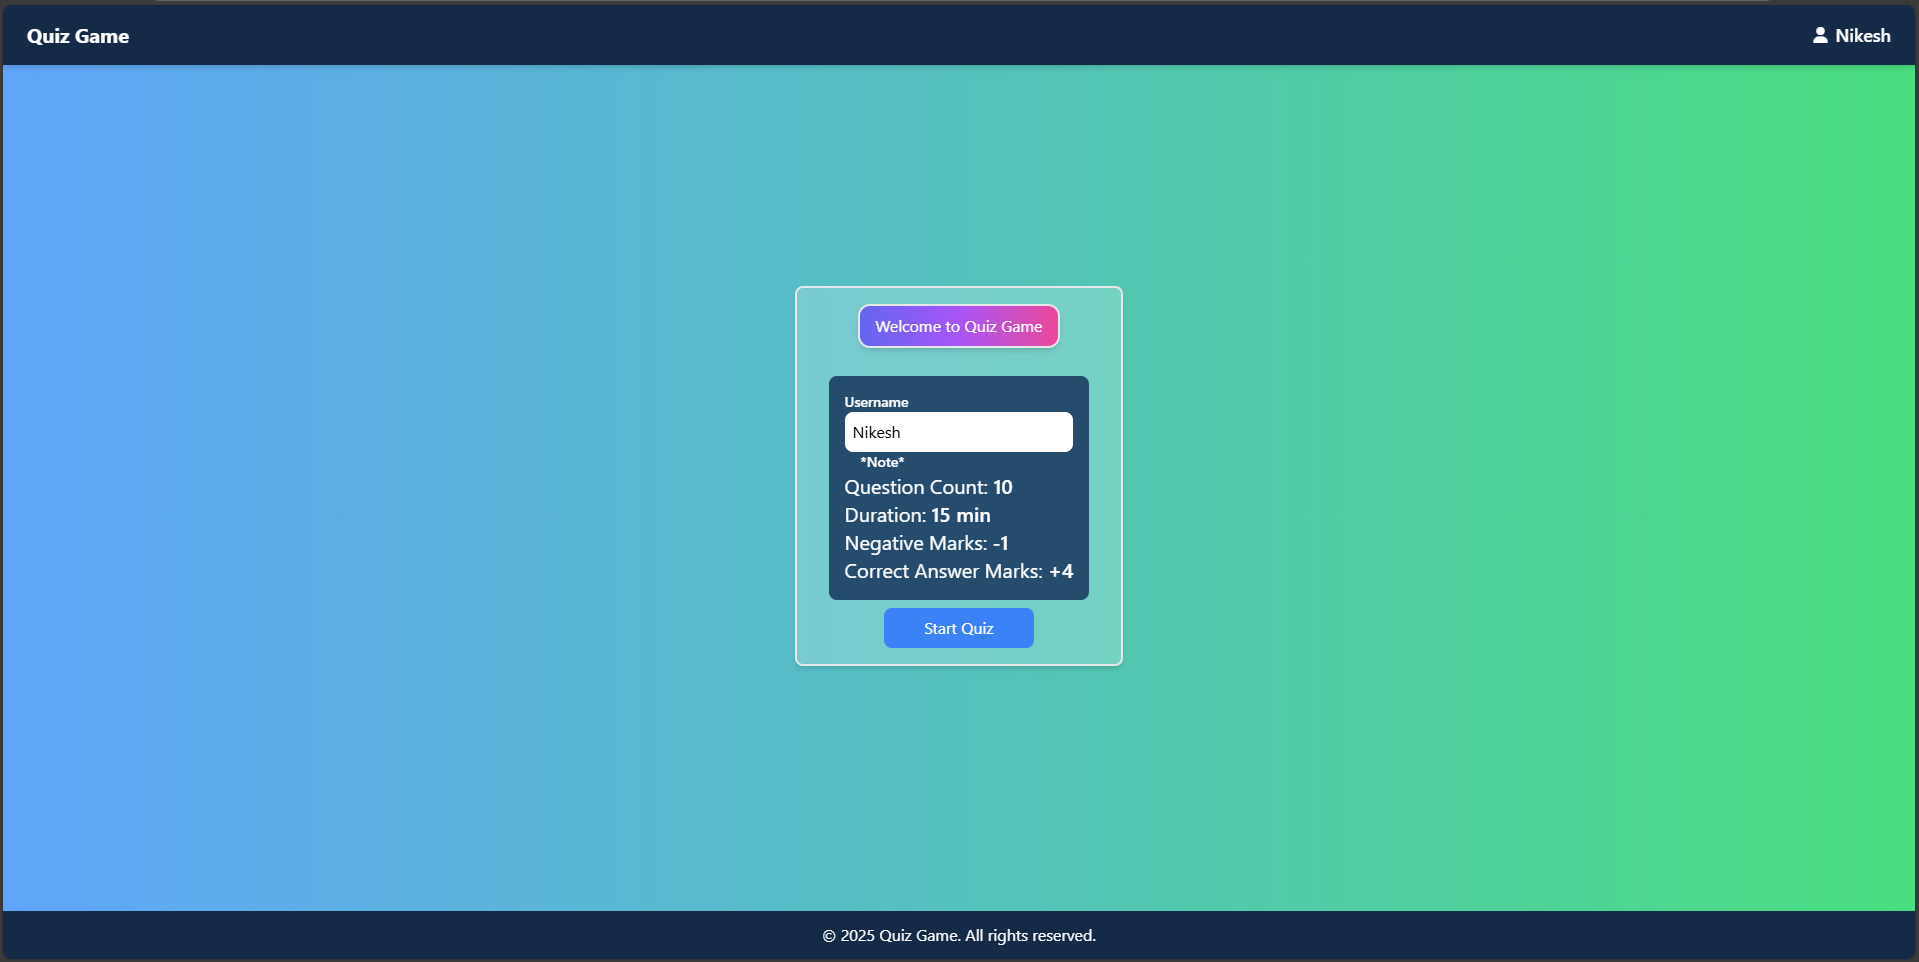 Quiz Game
Nikesh
Welcome to Quiz Game
Username
Nikesh
*Note*
Question Count: 10
Duration: 15 min
Negative Marks: -1
Correct Answer Marks: +4
Start Quiz
© 2025 Quiz Game. All rights reserved.